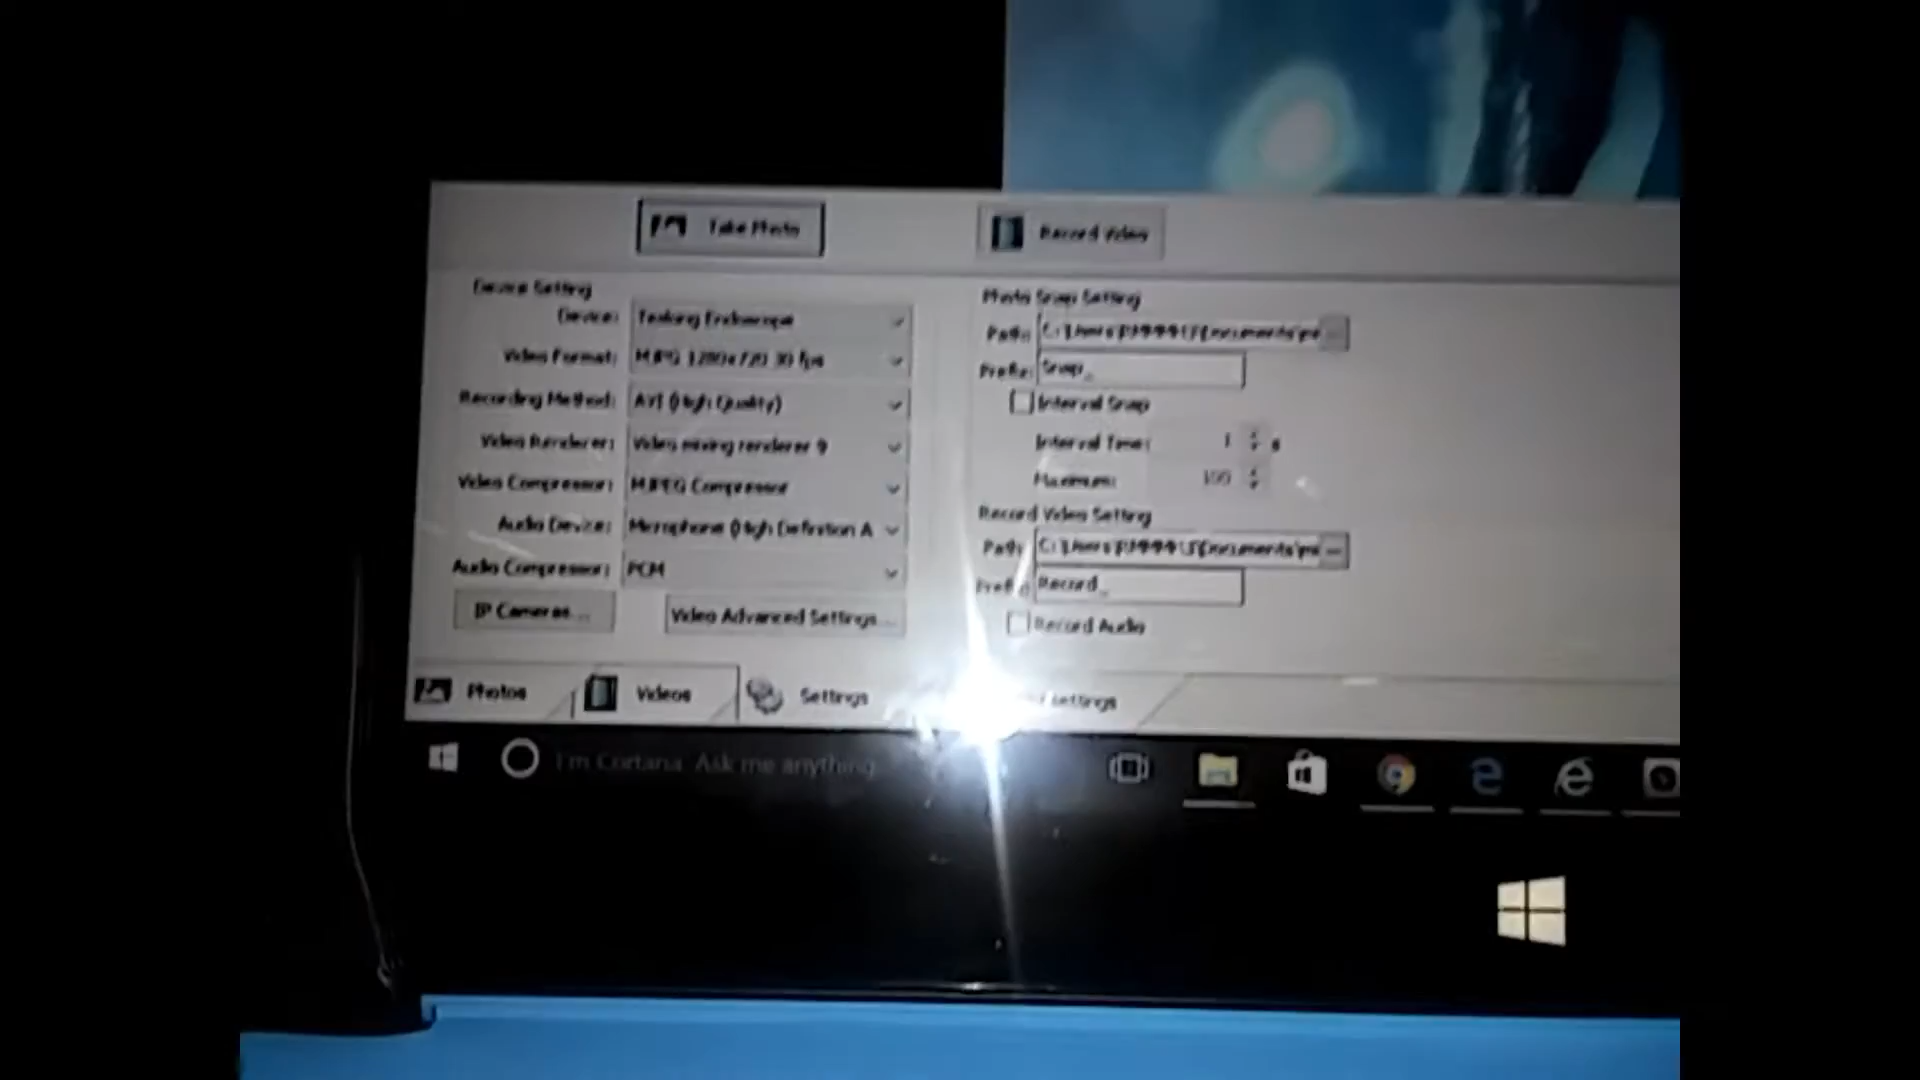 Take Photo
Record Video
Device Setting
Device: Teslong Endoscope
Video Format: MJPG 1280x720 30 fps
Recording Method: AVI (High Quality)
Video Renderer: Video mixing renderer 9
Video Compressor: MJPEG Compressor
Audio Device: Microphone (High Definition A
Audio Compressor: PCM
IP Cameras...
Video Advanced Settings...
Photo Snap Setting
Path:
Prefix: Snap_
Interval Snap
Interval Time: 1 s
Maximum: 100
Record Video Setting
Path:
Prefix: Record_
Record Audio
Photos
Videos
Settings
Settings
I'm Cortana. Ask me anything.